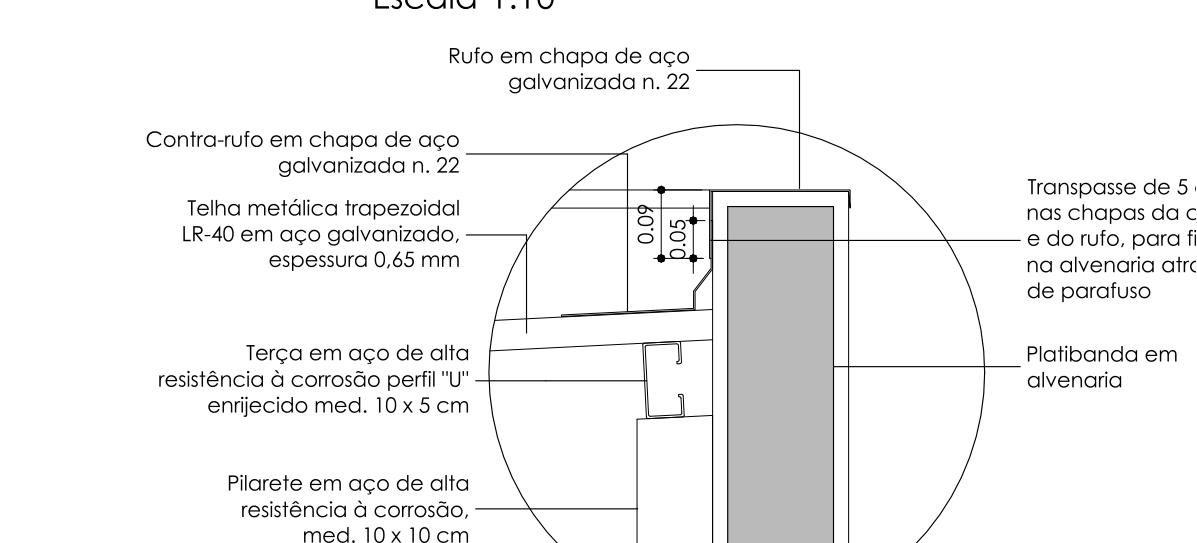 Escala 1:10
Rufo em chapa de aço
galvanizada n. 22
Contra-rufo em chapa de aço
galvanizada n. 22
Telha metálica trapezoidal
LR-40 em aço galvanizado,
espessura 0,65 mm
0.09
0.05
Transpasse de 5
nas chapas da
e do rufo, para
na alvenaria
de parafuso
Terça em aço de alta
resistência à corrosão perfil "U"
enrijecido med. 10 x 5 cm
Platibanda em
alvenaria
Pilarete em aço de alta
resistência à corrosão,
med. 10 x 10 cm